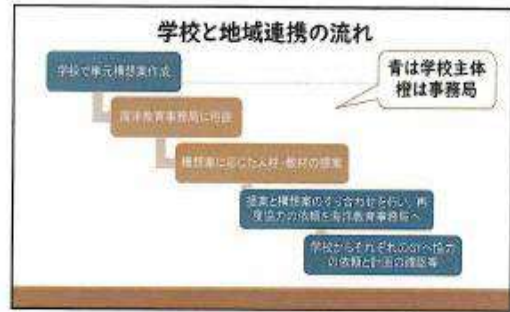 学校と地域連携の流れ
学校で単元構想案作成
青は学校主体
橙は事務局
海洋教育事務局に相談
構想案に応じた人材・教材の提案
提案と構想案のすり合わせを行い、再
度協力の依頼を海洋教育事務局へ
学校からそれぞれのGTへ協力
の依頼と計画の確認等